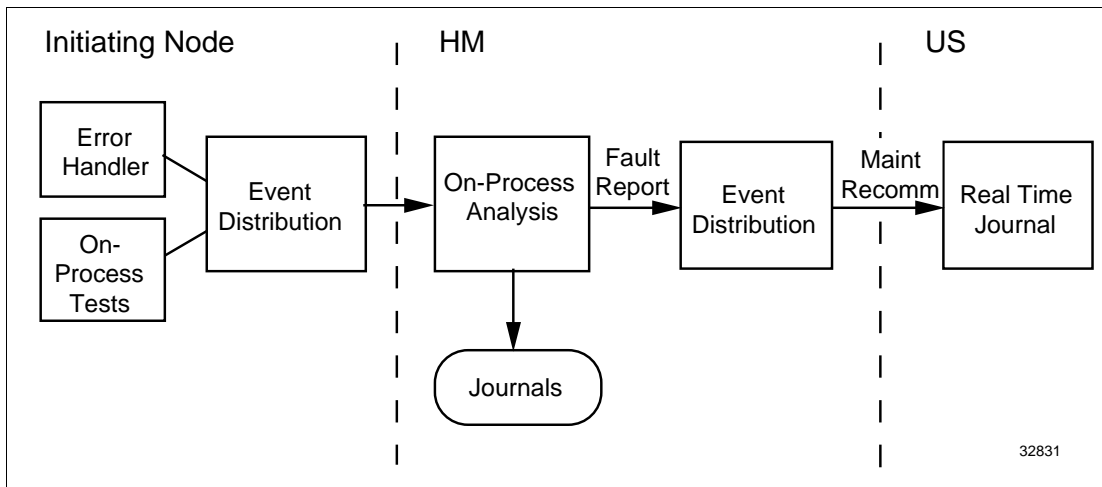 Initiating Node
HM
US
Error
Handler
On-
Process
Tests
Event
Distribution
On-Process
Analysis
Fault
Report
Event
Distribution
Maint
Recomm
Real Time
Journal
Journals
32831